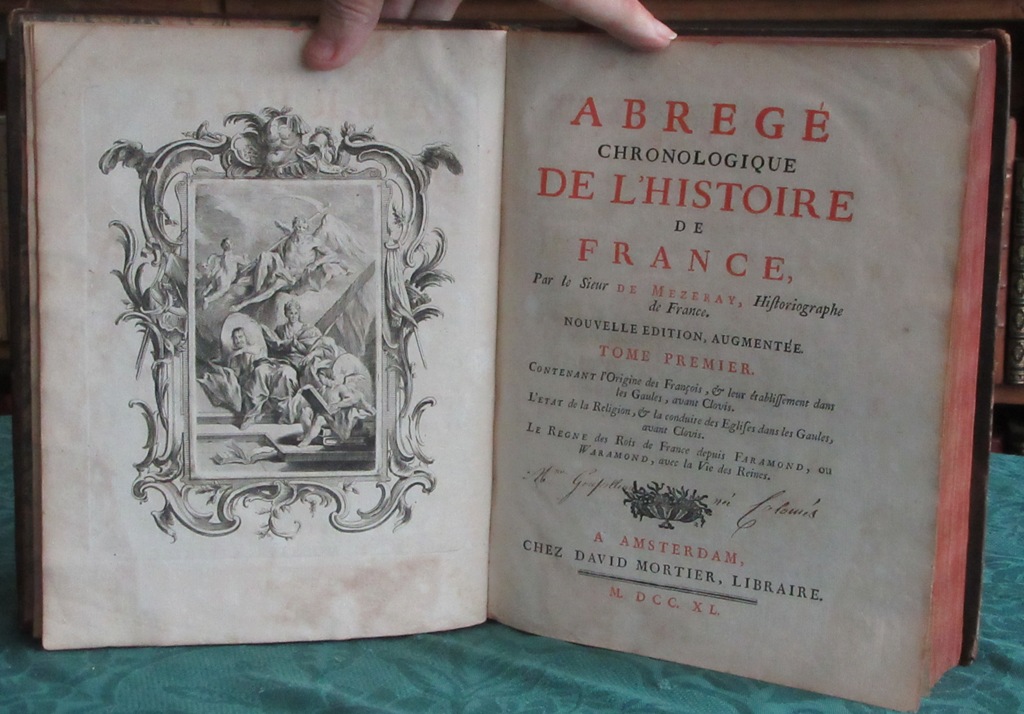 ABREGÉ
CHRONOLOGIQUE
DE L'HISTOIRE
DE
FRANCE,
Par le Sieur DE MEZERAY, Hiſtoriographe
de France.
NOUVELLE EDITION, AUGMENTÉE.
TOME PREMIER.
CONTENANT l'Origine des François, & leur établiſſement dans
les Gaules, avant Clovis.
L'ETAT de la Religion, & la conduite des Egliſes dans les Gaules,
avant Clovis.
LE REGNE des Rois de France depuis FARAMOND, ou
WARAMOND, avec la Vie des Reines.
A AMSTERDAM,
CHEZ DAVID MORTIER, LIBRAIRE.
M. DCC. XL.